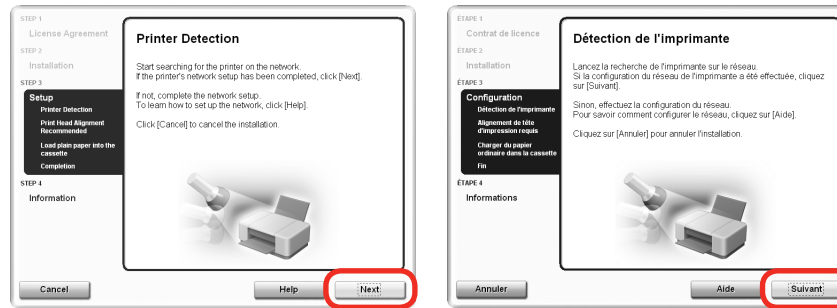 STEP 1
License Agreement
STEP 2
Installation
STEP 3
Setup
Printer Detection
Print Head Alignment
Recommended
Load plain paper into the
cassette
Completion
STEP 4
Information
Printer Detection
Start searching for the printer on the network.
If the printer's network setup has been completed, click [Next].
If not, complete the network setup.
To learn how to set up the network, click [Help].
Click [Cancel] to cancel the installation.
Cancel
Help
Next
ÉTAPE 1
Contrat de licence
ÉTAPE 2
Installation
ÉTAPE 3
Configuration
Détection de l'imprimante
Alignement de tête
d'impression requis
Charger du papier
ordinaire dans la cassette
Fin
ÉTAPE 4
Informations
Détection de l'imprimante
Lancez la recherche de l'imprimante sur le réseau.
Si la configuration du réseau de l'imprimante a été effectuée, cliquez
sur [Suivant].
Sinon, effectuez la configuration du réseau.
Pour savoir comment configurer le réseau, cliquez sur [Aide].
Cliquez sur [Annuler] pour annuler l'installation.
Annuler
Aide
Suivant